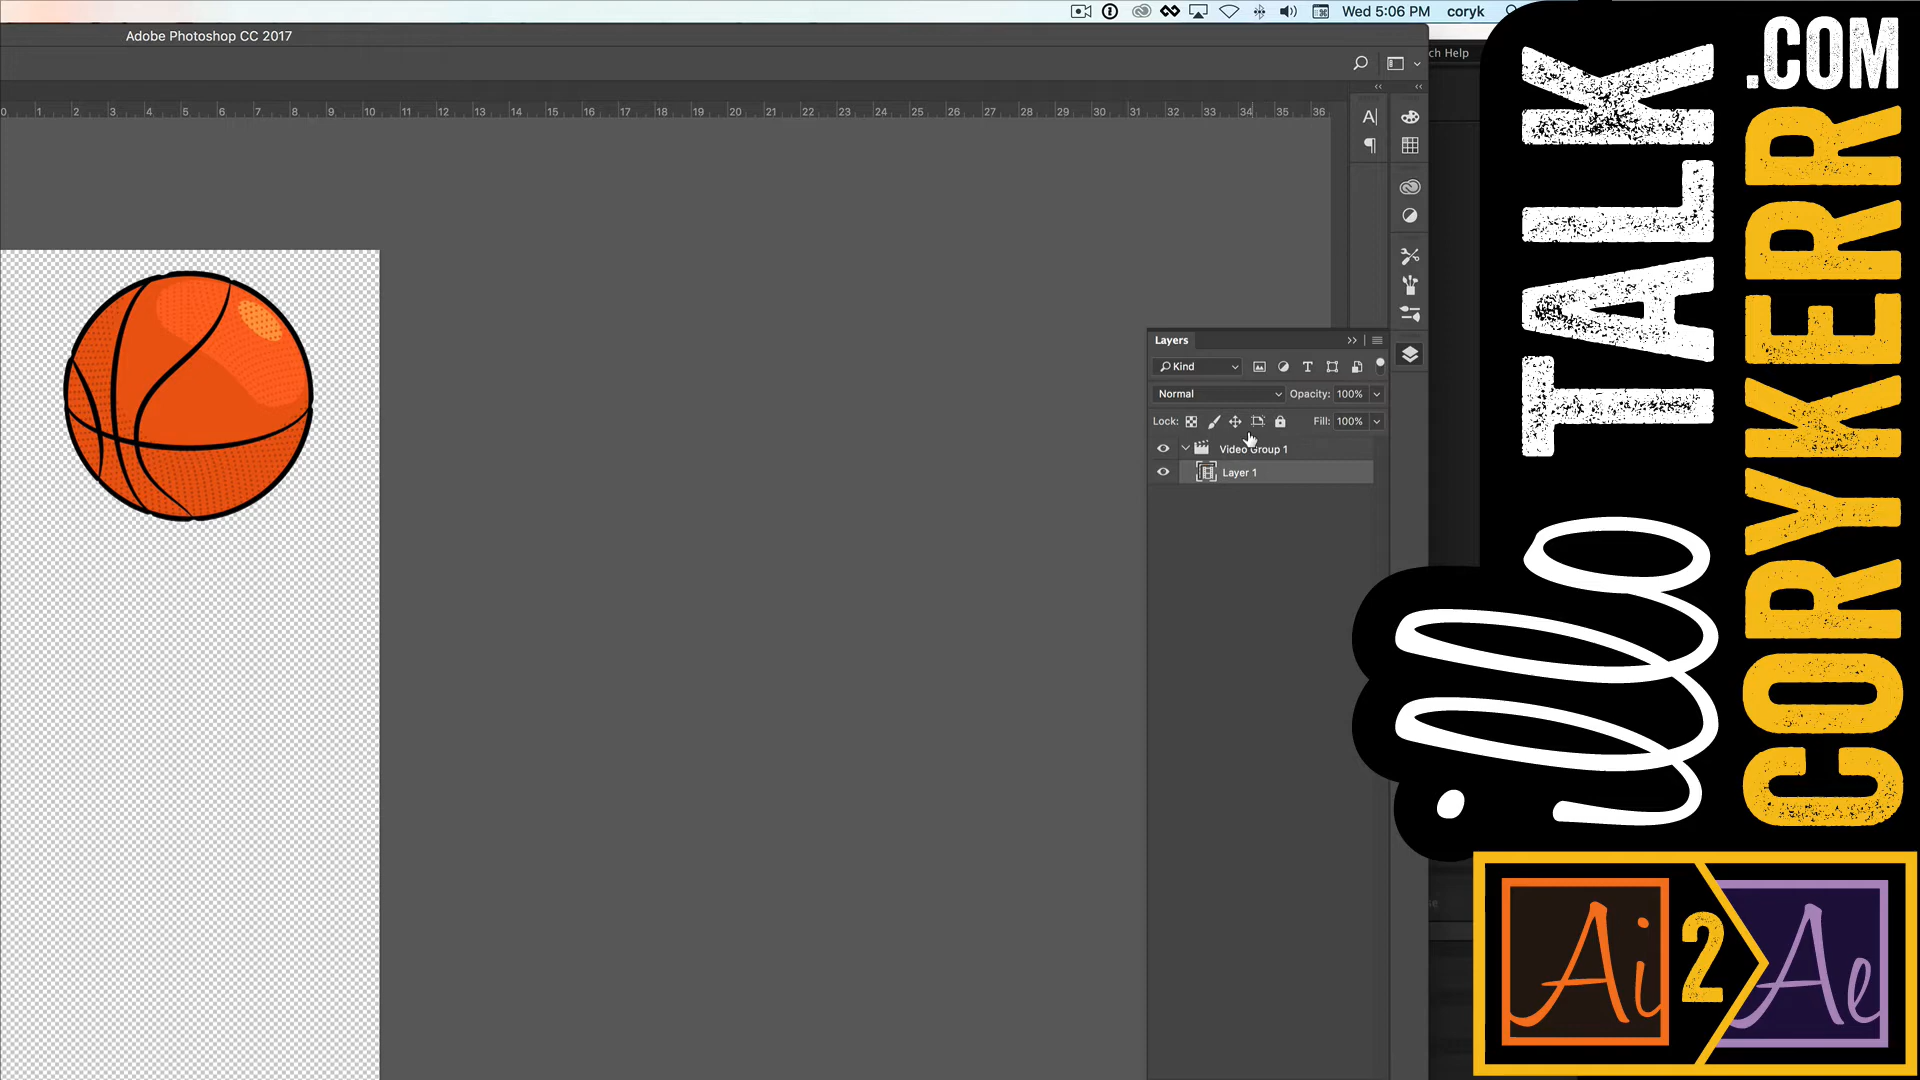 Wed 5:06 PM coryk
Adobe Photoshop CC 2017
ch Help
0 1 2 3 4 5 6 7 8 9 10 11 12 13 14 15 16 17 18 19 20 21 22 23 24 25 26 27 28 29 30 31 32 33 34 35 36
Layers
Kind
Normal Opacity: 100%
Lock: Fill: 100%
Video Group 1
Layer 1
illo TALK
CORYKERR.COM
Ai 2 Ae